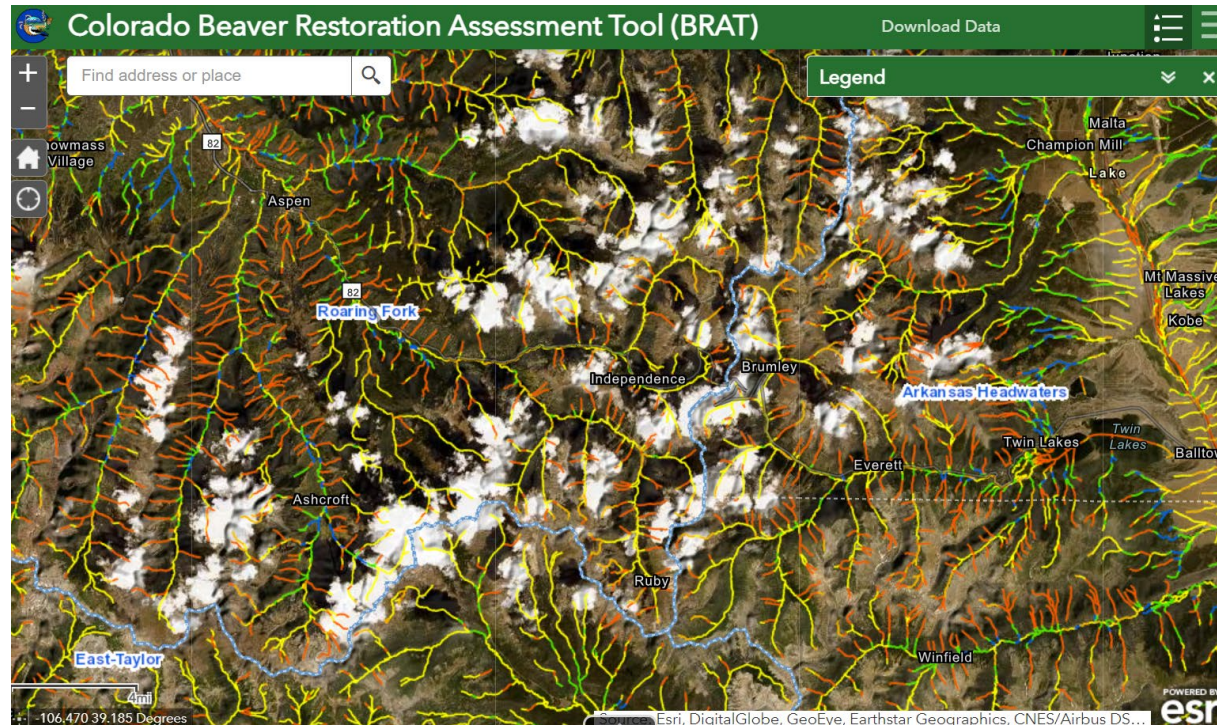 Colorado Beaver Restoration Assessment Tool (BRAT)
Download Data
+
Find address or place
Legend
−
82
Village
Aspen
Malta
Champion Mill
Lake
82
Roaring Fork
Mt Massive
Lakes
Kobe
Independence
Brumley
Arkansas Headwaters
Twin Lakes
Twin
Lakes
Everett
Ashcroft
Ruby
Winfield
East-Taylor
4mi
-106.470 39.185 Degrees
Source: Esri, DigitalGlobe, GeoEye, Earthstar Geographics, CNES/Airbus DS...
POWERED BY
esri